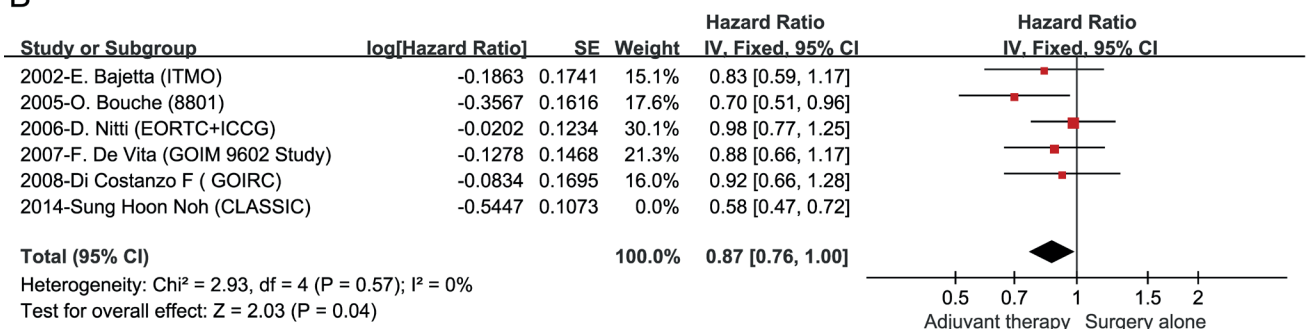 B
Hazard Ratio Hazard Ratio
Study or Subgroup log[Hazard Ratio] SE Weight IV, Fixed, 95% CI IV, Fixed, 95% CI
2002-E. Bajetta (ITMO) -0.1863 0.1741 15.1% 0.83 [0.59, 1.17]
2005-O. Bouche (8801) -0.3567 0.1616 17.6% 0.70 [0.51, 0.96]
2006-D. Nitti (EORTC+ICCG) -0.0202 0.1234 30.1% 0.98 [0.77, 1.25]
2007-F. De Vita (GOIM 9602 Study) -0.1278 0.1468 21.3% 0.88 [0.66, 1.17]
2008-Di Costanzo F ( GOIRC) -0.0834 0.1695 16.0% 0.92 [0.66, 1.28]
2014-Sung Hoon Noh (CLASSIC) -0.5447 0.1073 0.0% 0.58 [0.47, 0.72]
Total (95% CI) 100.0% 0.87 [0.76, 1.00]
Heterogeneity: Chi² = 2.93, df = 4 (P = 0.57); I² = 0%
Test for overall effect: Z = 2.03 (P = 0.04)
0.5 0.7 1 1.5 2
Adjuvant therapy Surgery alone